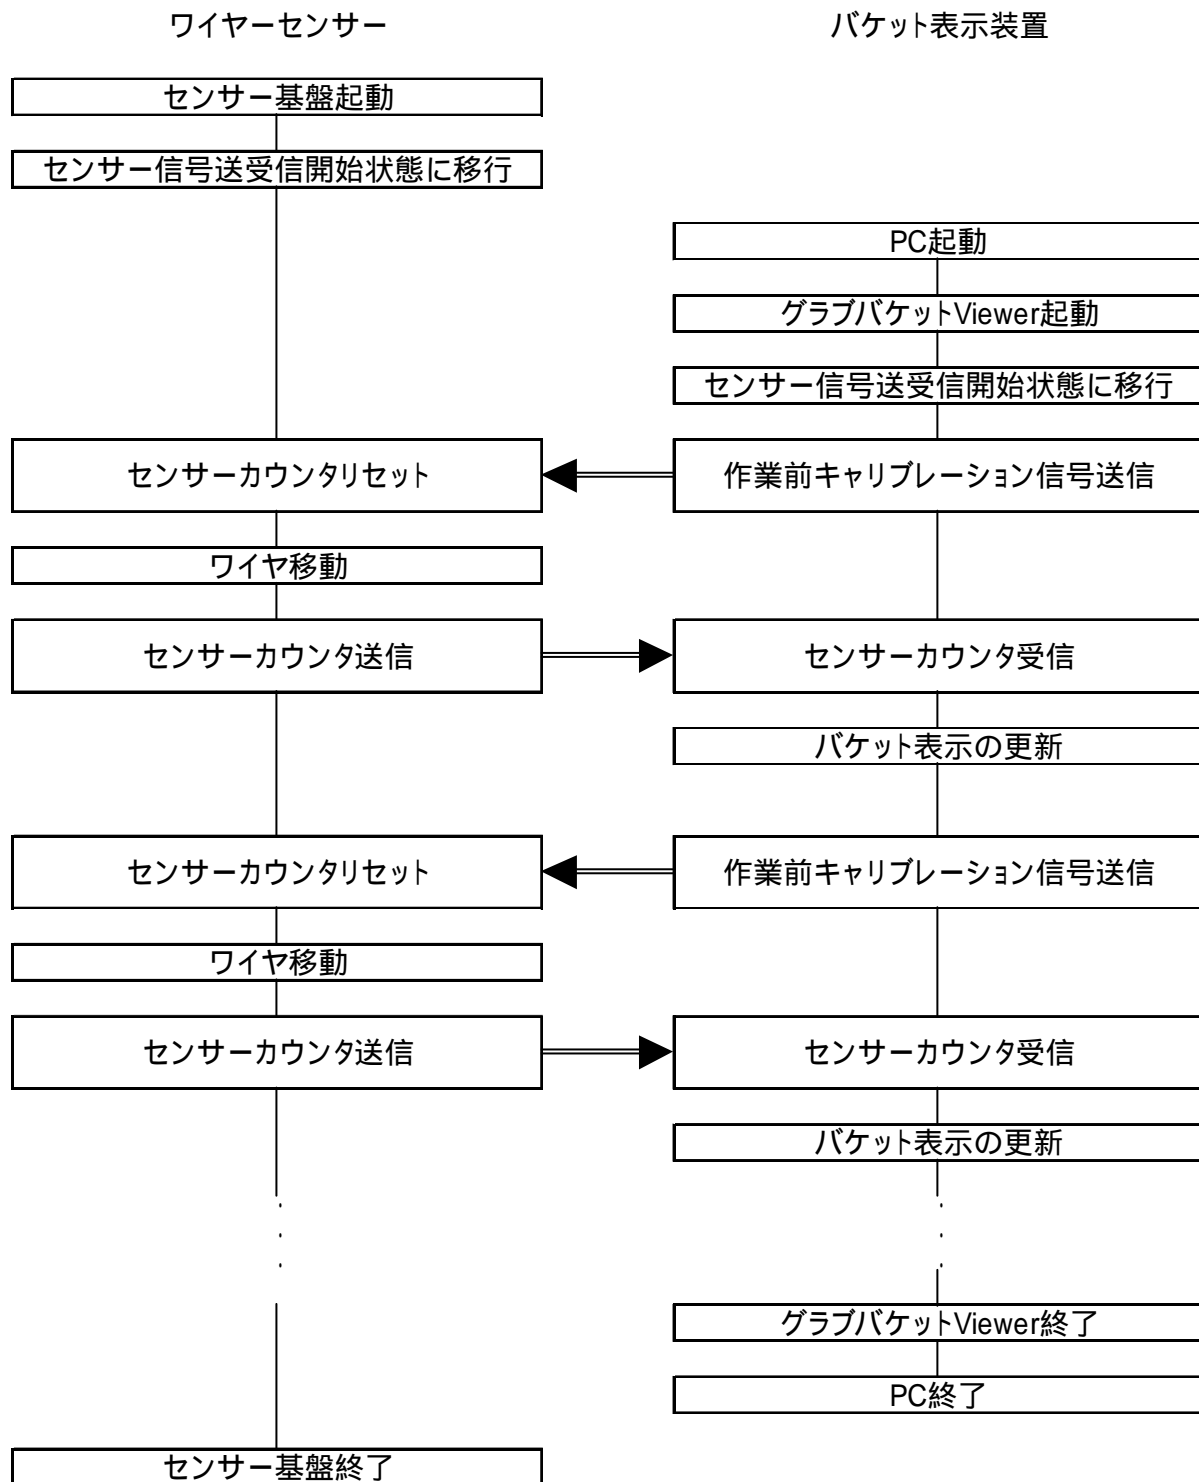 ワイヤーセンサー
バケット表示装置
センサー基盤起動
センサー信号送受信開始状態に移行
PC起動
グラブバケットViewer起動
センサー信号送受信開始状態に移行
センサーカウンタリセット
作業前キャリブレーション信号送信
ワイヤ移動
センサーカウンタ送信
センサーカウンタ受信
バケット表示の更新
センサーカウンタリセット
作業前キャリブレーション信号送信
ワイヤ移動
センサーカウンタ送信
センサーカウンタ受信
バケット表示の更新
グラブバケットViewer終了
PC終了
センサー基盤終了